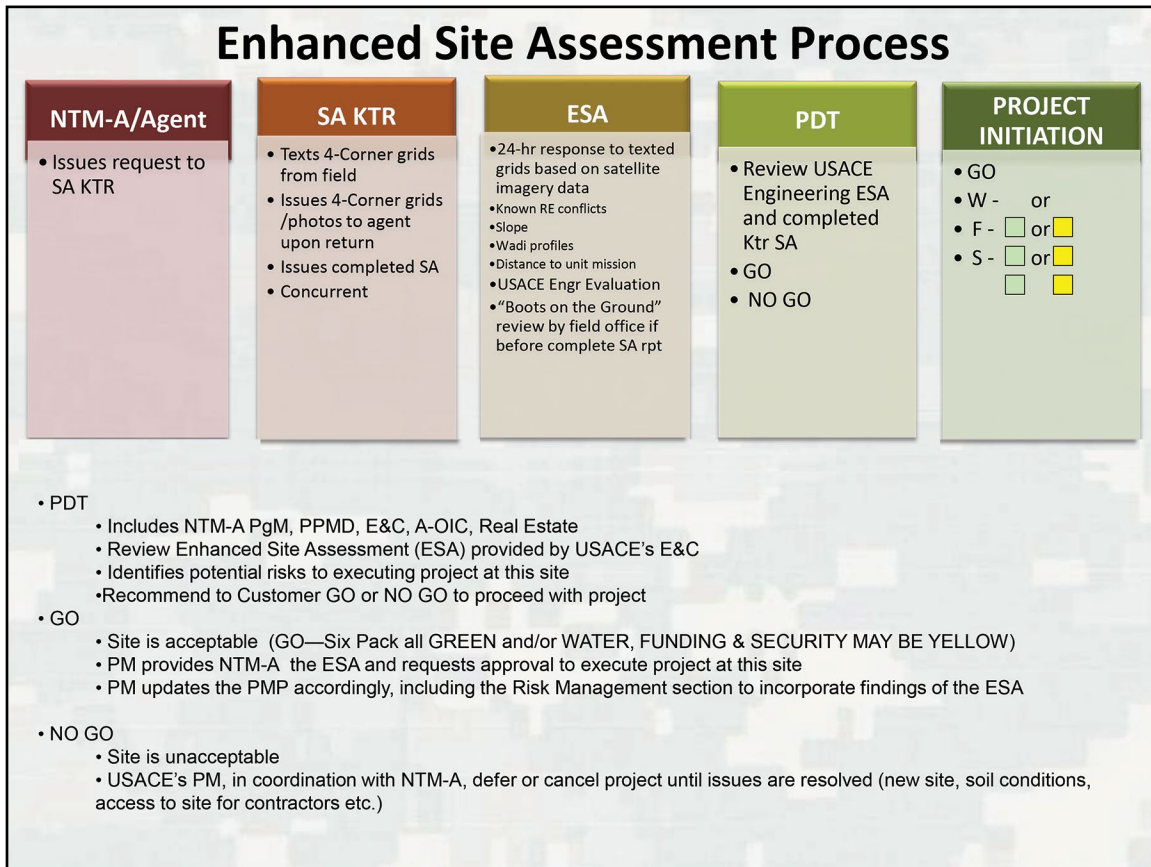 Enhanced Site Assessment Process
NTM-A/Agent
• Issues request to
SA KTR
SA KTR
• Texts 4-Corner grids
from field
• Issues 4-Corner grids
/photos to agent
upon return
• Issues completed SA
• Concurrent
ESA
•24-hr response to texted
grids based on satellite
imagery data
•Known RE conflicts
•Slope
•Wadi profiles
•Distance to unit mission
•USACE Engr Evaluation
•“Boots on the Ground”
review by field office if
before complete SA rpt
PDT
• Review USACE
Engineering ESA
and completed
Ktr SA
• GO
• NO GO
PROJECT
INITIATION
• GO
• W - or
• F - or
• S - or
• PDT
• Includes NTM-A PgM, PPMD, E&C, A-OIC, Real Estate
• Review Enhanced Site Assessment (ESA) provided by USACE’s E&C
• Identifies potential risks to executing project at this site
•Recommend to Customer GO or NO GO to proceed with project
• GO
• Site is acceptable (GO—Six Pack all GREEN and/or WATER, FUNDING & SECURITY MAY BE YELLOW)
• PM provides NTM-A the ESA and requests approval to execute project at this site
• PM updates the PMP accordingly, including the Risk Management section to incorporate findings of the ESA
• NO GO
• Site is unacceptable
• USACE’s PM, in coordination with NTM-A, defer or cancel project until issues are resolved (new site, soil conditions,
access to site for contractors etc.)